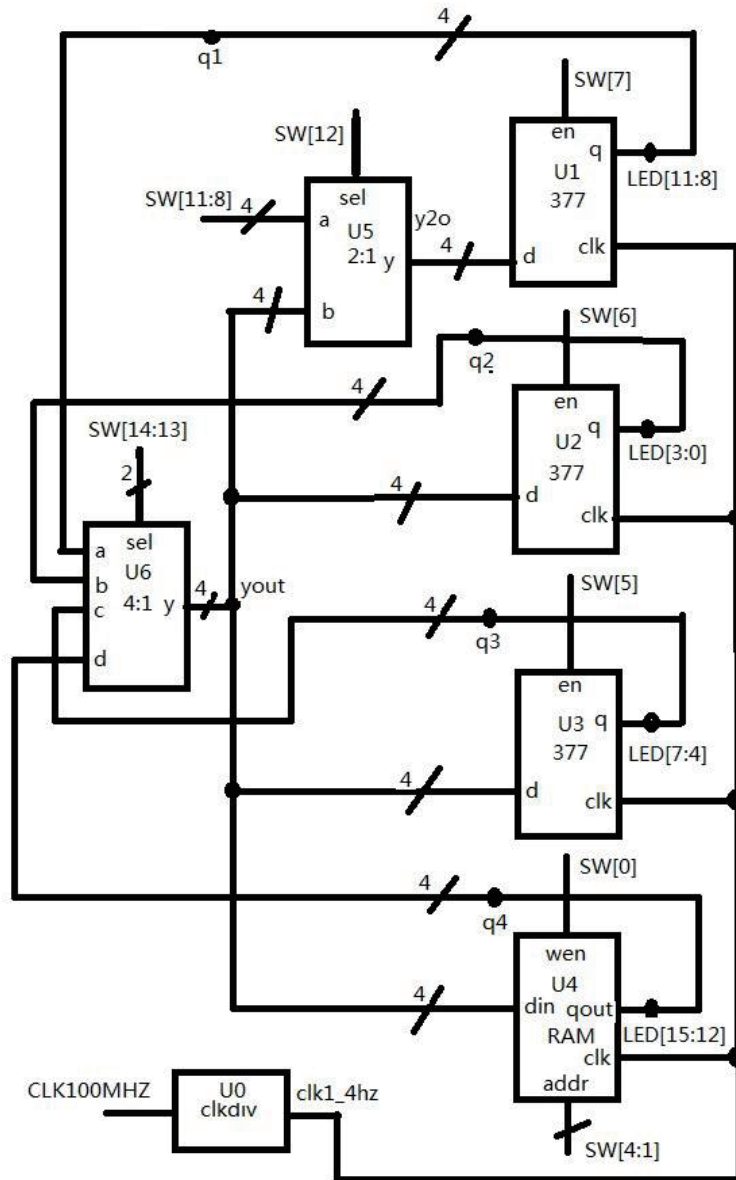 4
4
q1
SW[7]
en
q
U1
377
LED[11:8]
clk
d
SW[12]
sel
SW[11:8]
4
a
U5
2:1
y
y2o
4
4
b
SW[6]
q2
4
en
q
U2
377
LED[3:0]
4
d
clk
SW[14:13]
2
sel
a
U6
b
4:1
y
c
d
4
yout
SW[5]
4
q3
en
U3
q
377
LED[7:4]
4
d
clk
SW[0]
4
q4
wen
4
U4
din
qout
RAM
LED[15:12]
clk
addr
SW[4:1]
CLK100MHZ
U0
clkdiv
clk1_4hz